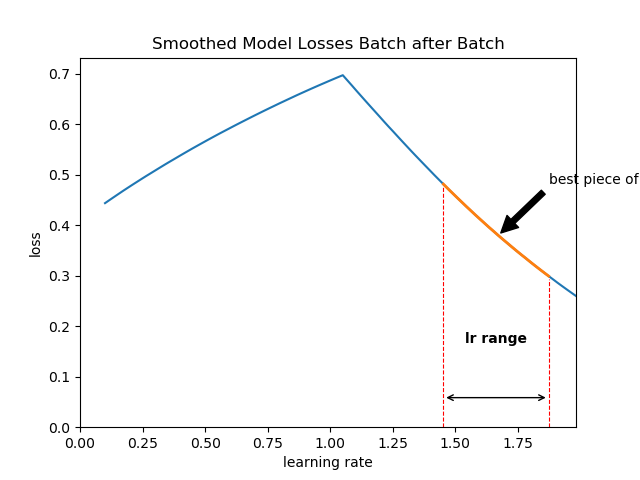 Smoothed Model Losses Batch after Batch
0.7
0.6
0.5
0.4
0.3
0.2
0.1
0.0
loss
best piece of
lr range
0.00 0.25 0.50 0.75 1.00 1.25 1.50 1.75
learning rate